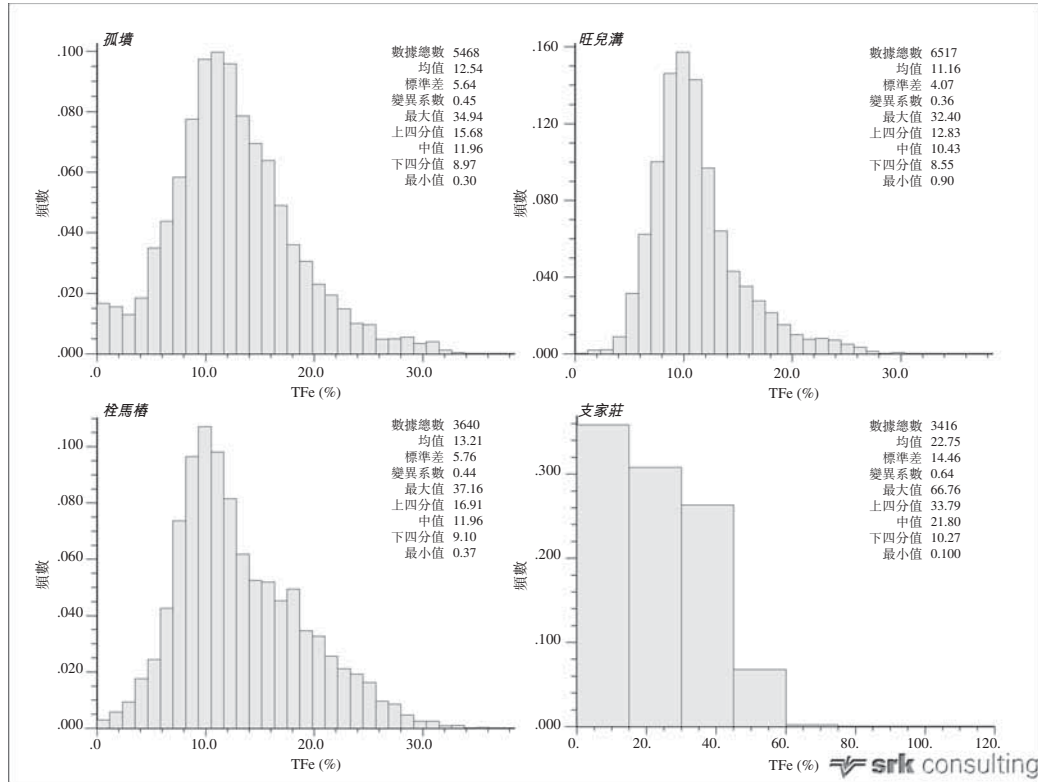 孤墳
數據總數 5468
均值 12.54
標準差 5.64
變異系數 0.45
最大值 34.94
上四分值 15.68
中值 11.96
下四分值 8.97
最小值 0.30
頻數
.100
.080
.060
.040
.020
.000
.0 10.0 20.0 30.0
TFe (%)
旺兒溝
數據總數 6517
均值 11.16
標準差 4.07
變異系數 0.36
最大值 32.40
上四分值 12.83
中值 10.43
下四分值 8.55
最小值 0.90
頻數
.160
.120
.080
.040
.000
.0 10.0 20.0 30.0
TFe (%)
栓馬樁
數據總數 3640
均值 13.21
標準差 5.76
變異系數 0.44
最大值 37.16
上四分值 16.91
中值 11.96
下四分值 9.10
最小值 0.37
頻數
.100
.080
.060
.040
.020
.000
.0 10.0 20.0 30.0
TFe (%)
支家莊
數據總數 3416
均值 22.75
標準差 14.46
變異系數 0.64
最大值 66.76
上四分值 33.79
中值 21.80
下四分值 10.27
最小值 0.100
頻數
.300
.200
.100
.000
0. 20. 40. 60. 80. 100. 120.
TFe (%)
srk consulting